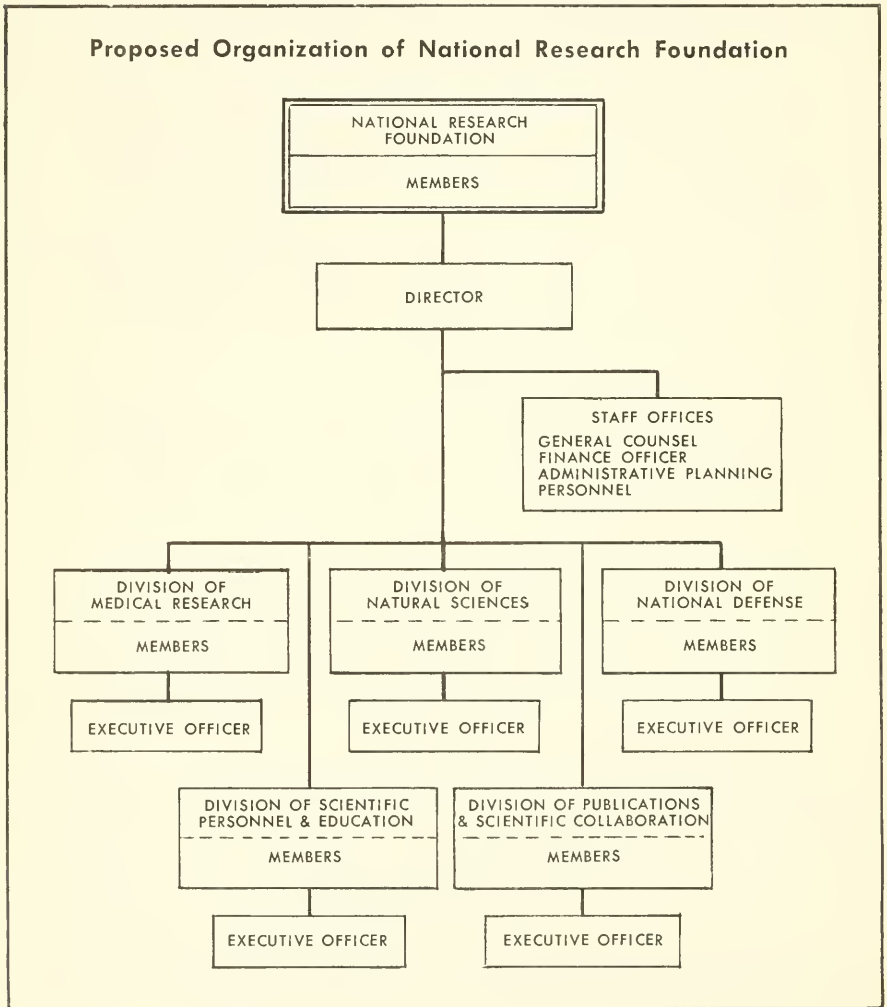 Proposed Organization of National Research Foundation
NATIONAL RESEARCH
FOUNDATION
MEMBERS
DIRECTOR
STAFF OFFICES
GENERAL COUNSEL
FINANCE OFFICER
ADMINISTRATIVE PLANNING
PERSONNEL
DIVISION OF
MEDICAL RESEARCH
MEMBERS
EXECUTIVE OFFICER
DIVISION OF
NATURAL SCIENCES
MEMBERS
EXECUTIVE OFFICER
DIVISION OF
NATIONAL DEFENSE
MEMBERS
EXECUTIVE OFFICER
DIVISION OF SCIENTIFIC
PERSONNEL & EDUCATION
MEMBERS
EXECUTIVE OFFICER
DIVISION OF PUBLICATIONS
& SCIENTIFIC COLLABORATION
MEMBERS
EXECUTIVE OFFICER